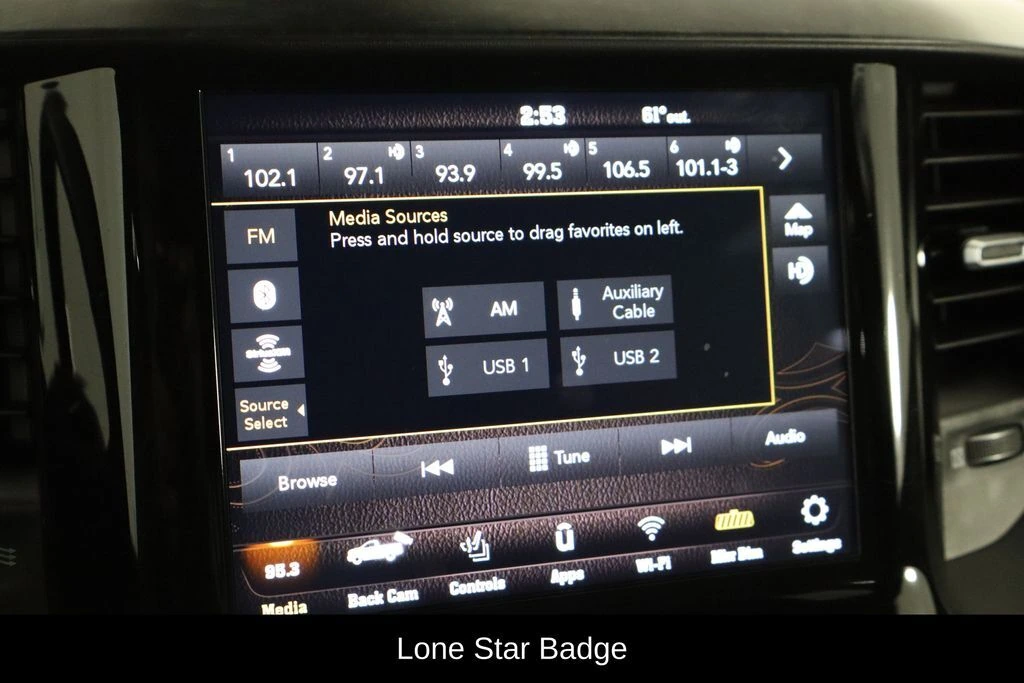 2:53 61° out.
1 2 3 4 5 6
102.1 97.1 93.9 99.5 106.5 101.1-3
FM
Media Sources
Press and hold source to drag favorites on left.
Map
AM
Auxiliary
Cable
SiriusXM
USB 1
USB 2
Source
Select
Browse
Tune
Audio
95.3
Media
Back Cam
Controls
Apps
Wi-Fi
Mirr Dim
Settings
Lone Star Badge